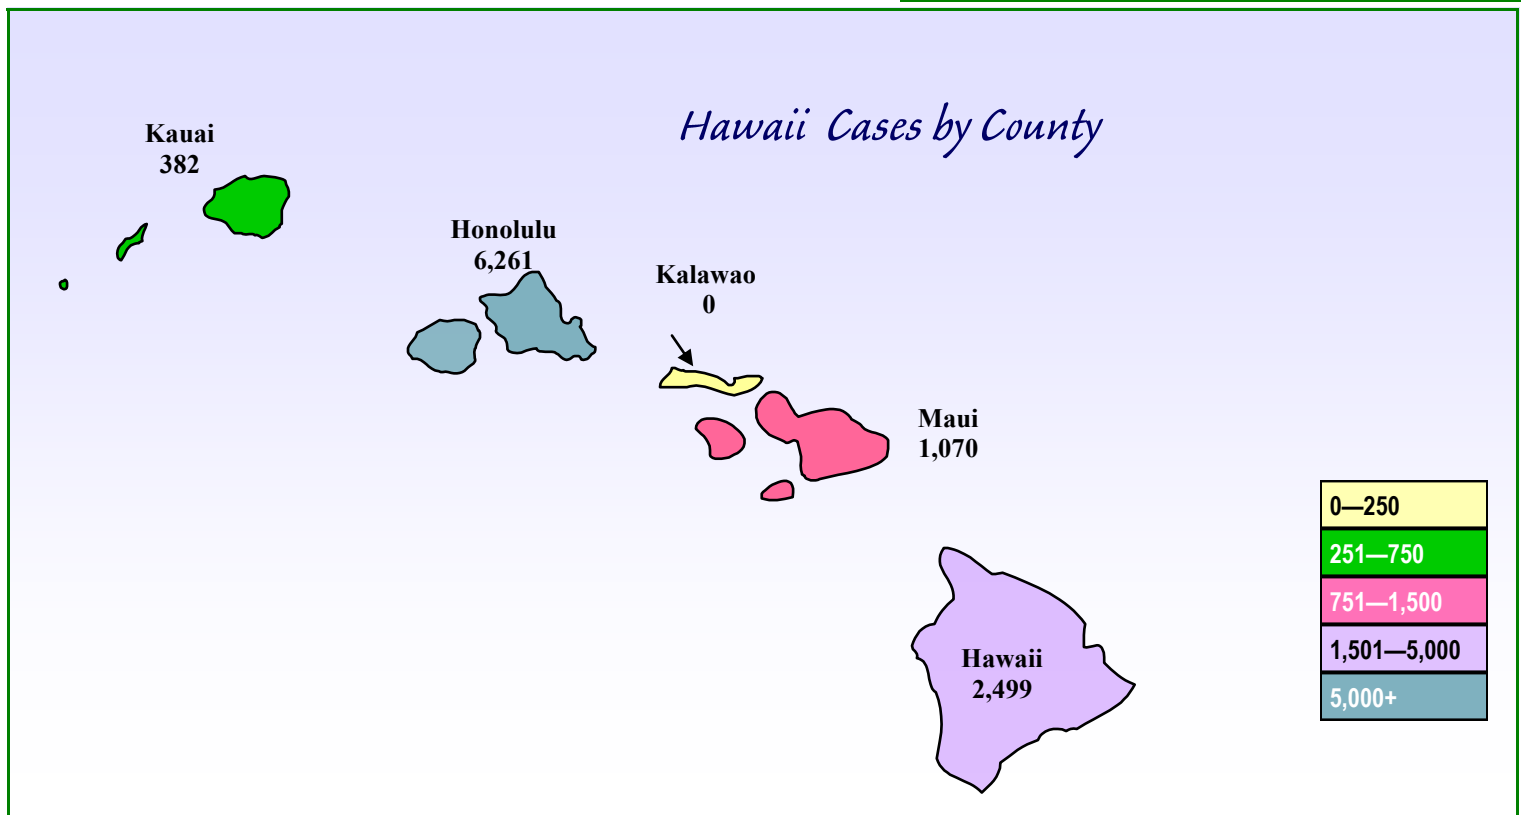 Hawaii Cases by County
Kauai
382
Honolulu
6,261
Kalawao
0
Maui
1,070
Hawaii
2,499
0—250
251—750
751—1,500
1,501—5,000
5,000+